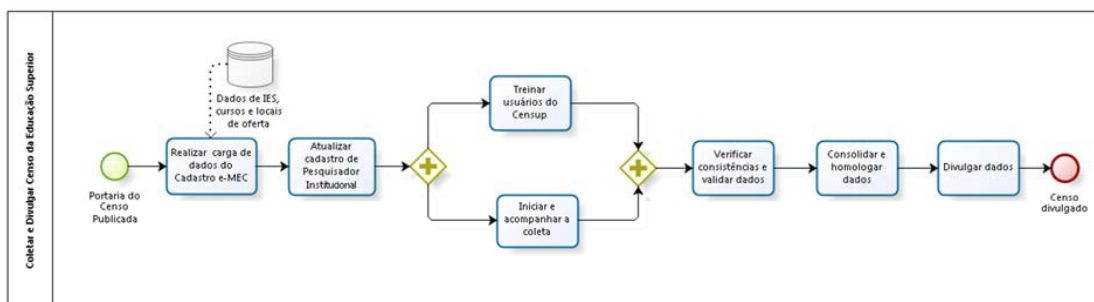 Coletar e Divulgar Censo da Educação Superior
Dados de IES,
cursos e locais
de oferta
Portaria do
Censo
Publicada
Realizar carga de
dados do
Cadastro e-MEC
Atualizar
cadastro de
Pesquisador
Institucional
Treinar
usuários do
Censup
Iniciar e
acompanhar a
coleta
Verificar
consistências e
validar dados
Consolidar e
homologar
dados
Divulgar dados
Censo
divulgado